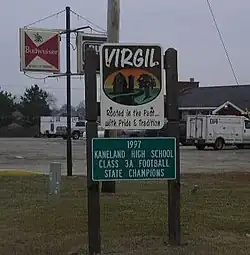 Budweiser
VIRGIL
Rooted in the Past...
with Pride & Tradition
1997
KANELAND HIGH SCHOOL
CLASS 3A FOOTBALL
STATE CHAMPIONS